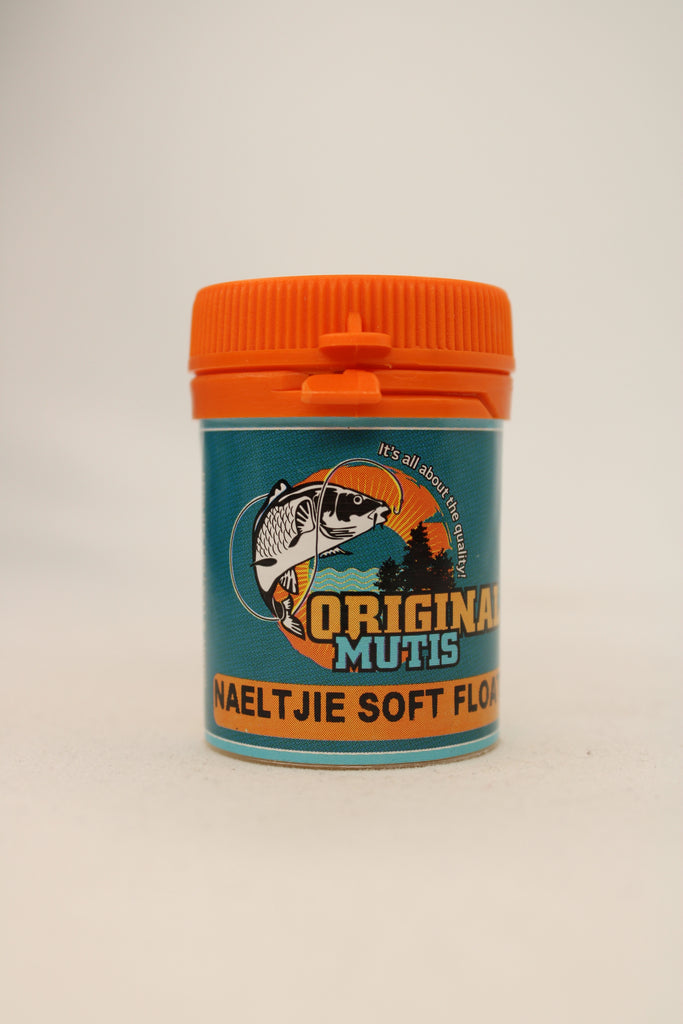 It's all about the quality!
ORIGINAL
MUTIS
NAELTJIE SOFT FLOAT